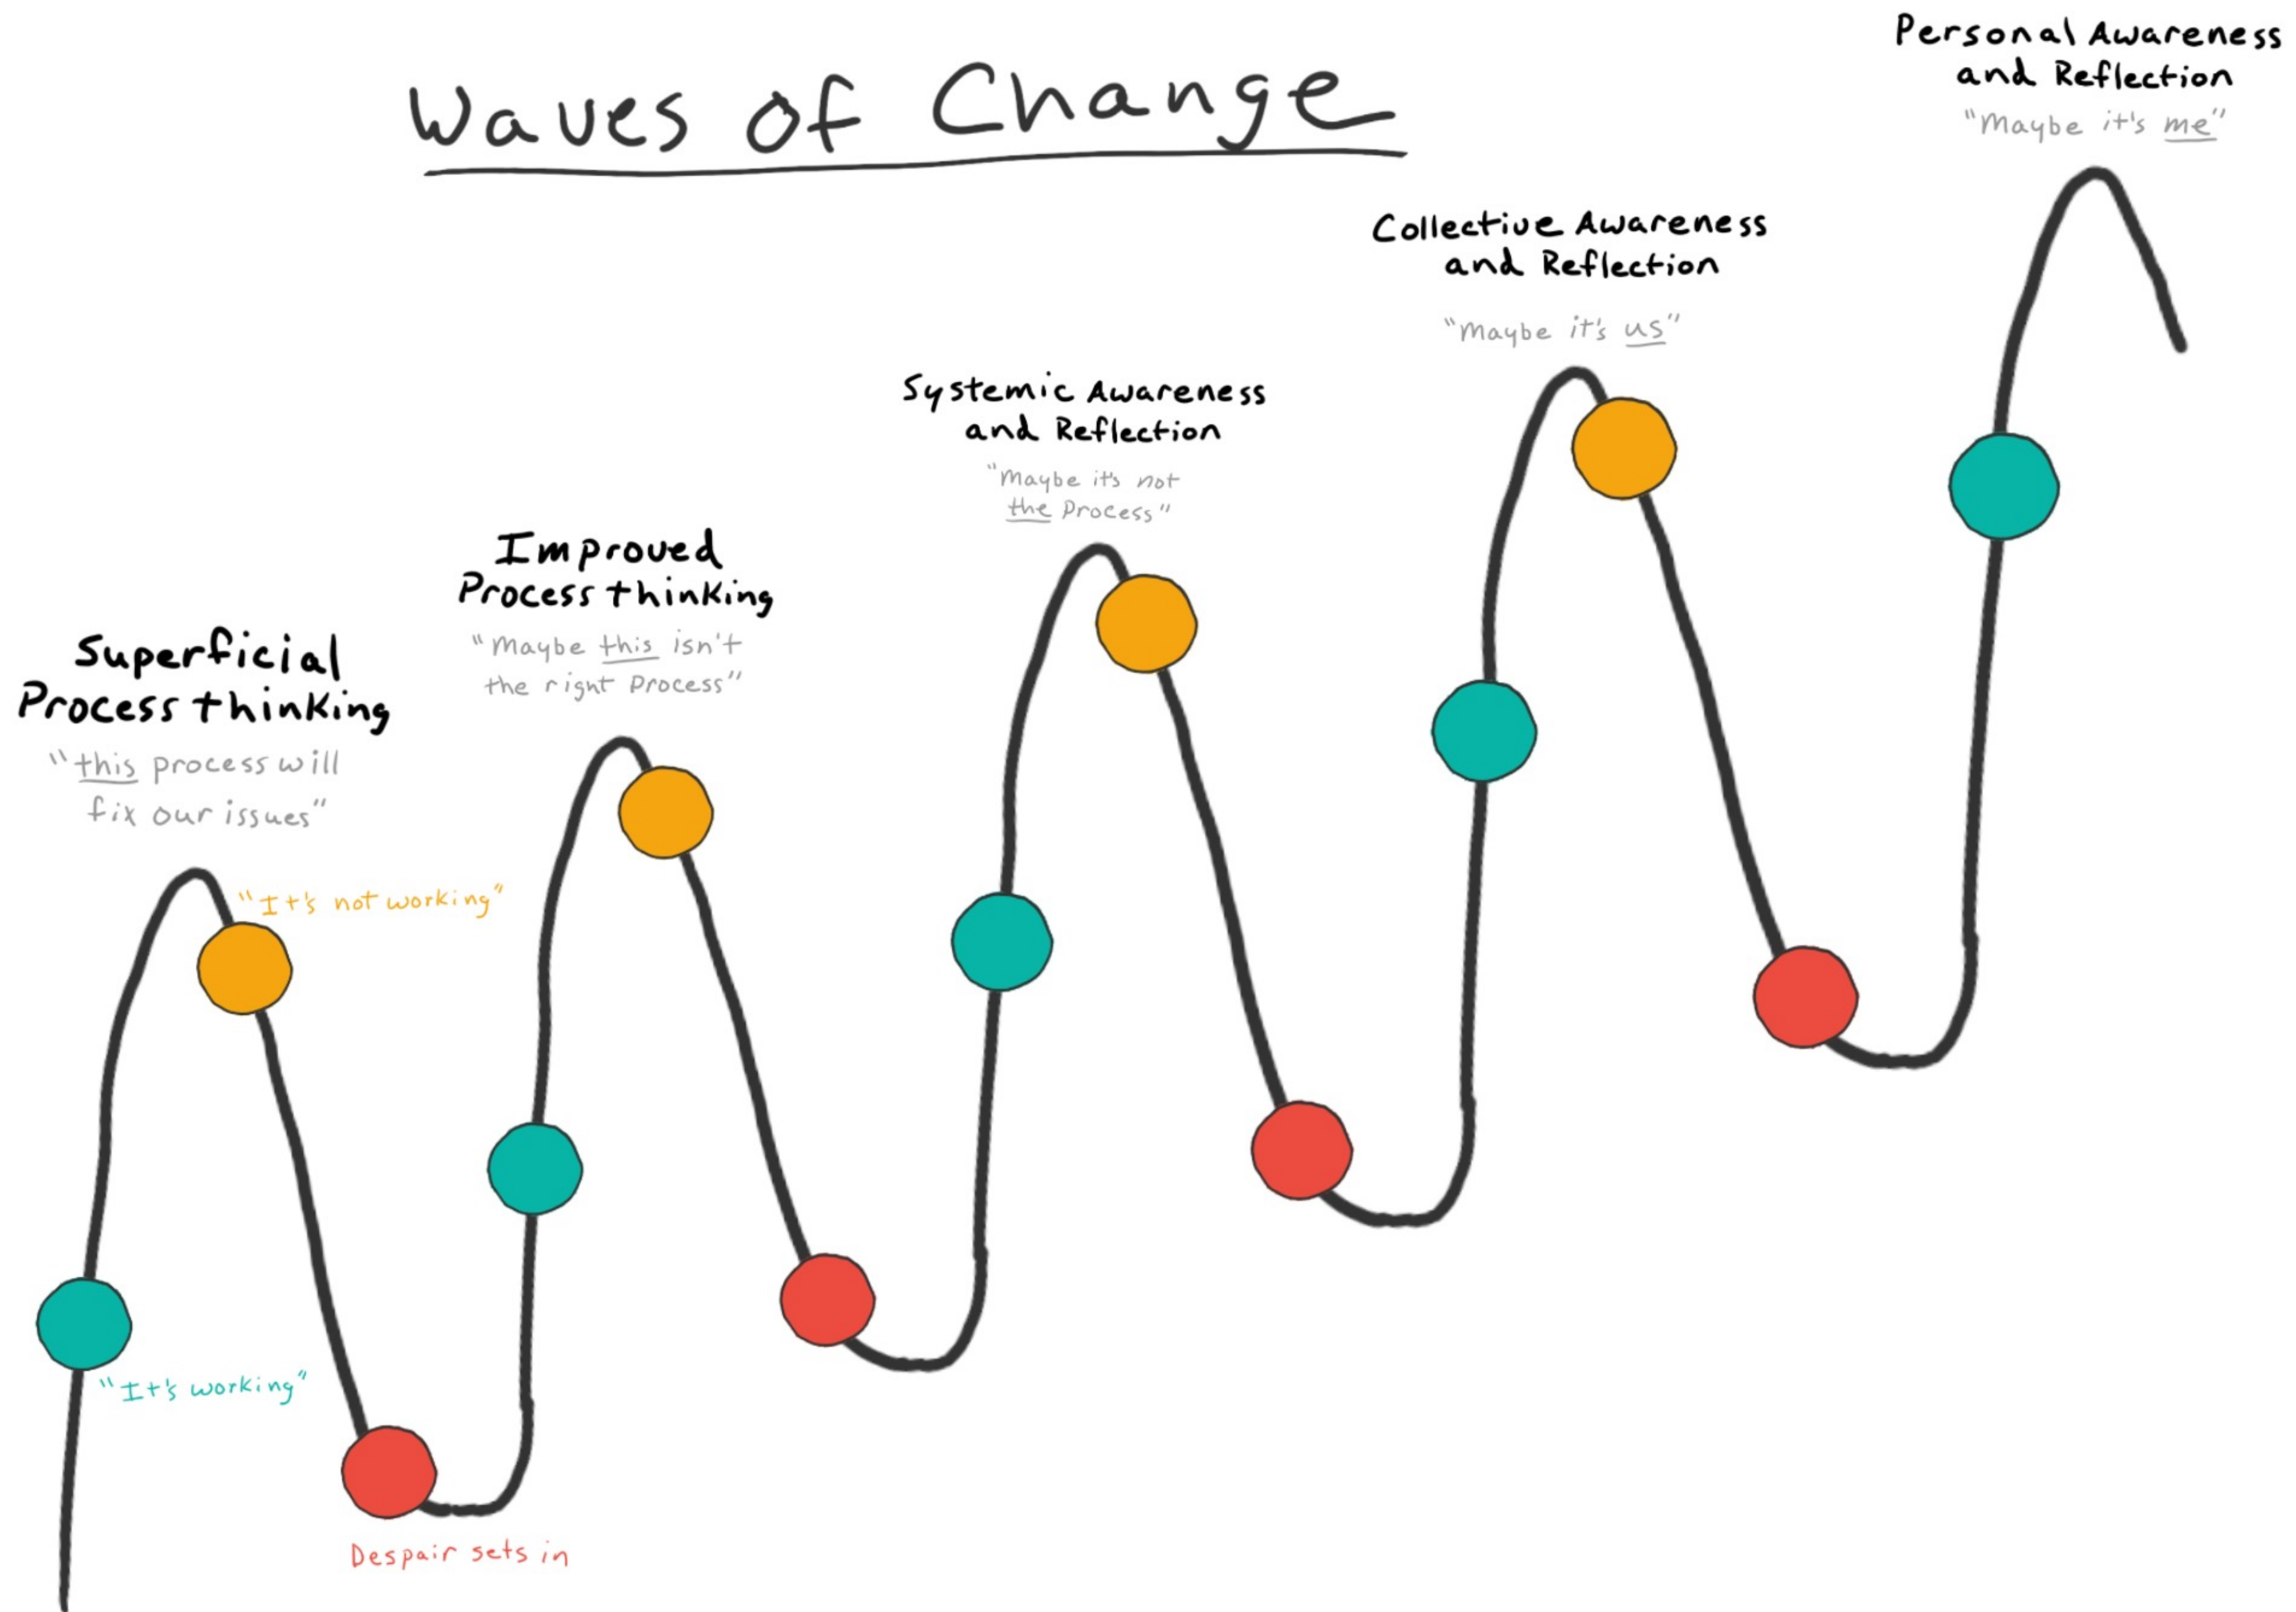 Waves of Change
Personal Awareness
and Reflection
"Maybe it's me"
Collective Awareness
and Reflection
"Maybe it's us"
Systemic Awareness
and Reflection
"Maybe it's not
the process"
Improved
Process thinking
"Maybe this isn't
the right process"
Superficial
Process thinking
"this process will
fix our issues"
"It's not working"
"It's working"
Despair sets in